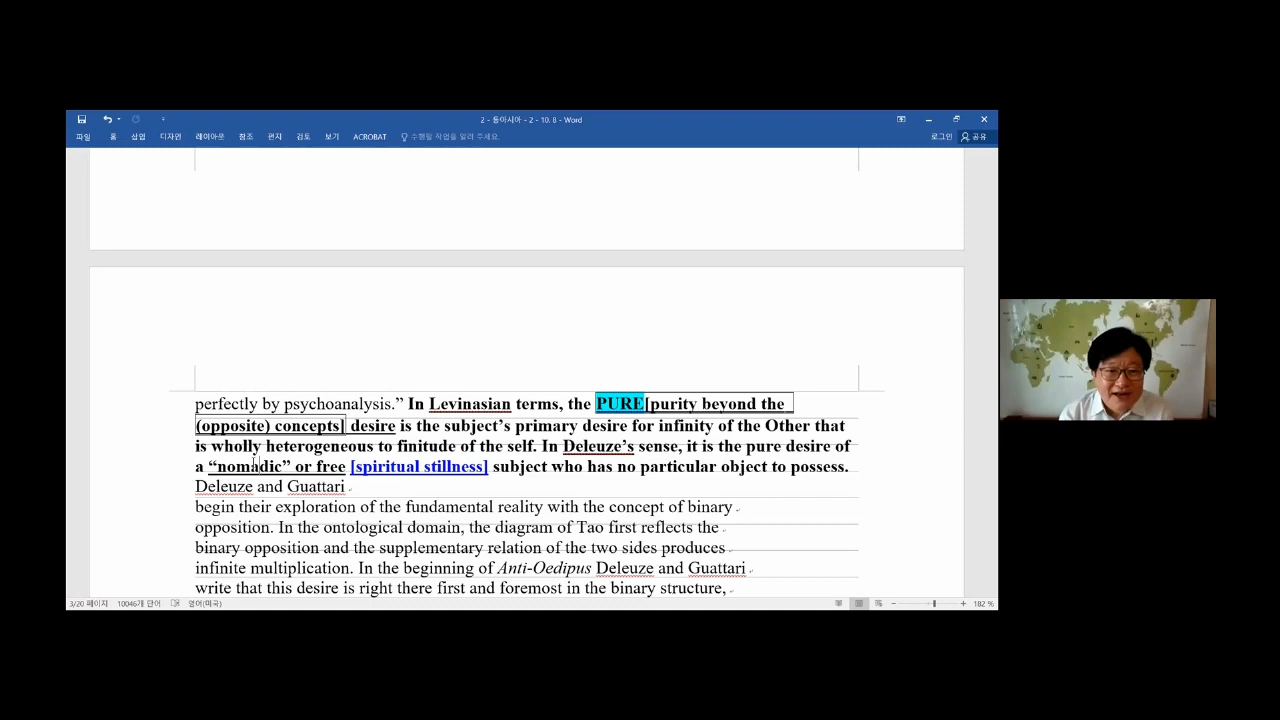 2 - 동아시아 - 2 - 10. 8 - Word
파일 홈 삽입 디자인 레이아웃 참조 편지 검토 보기 ACROBAT 수행할 작업을 알려 주세요. 로그인 공유
perfectly by psychoanalysis.” In Levinasian terms, the PURE[purity beyond the
(opposite) concepts] desire is the subject’s primary desire for infinity of the Other that
is wholly heterogeneous to finitude of the self. In Deleuze’s sense, it is the pure desire of
a “nomadic” or free [spiritual stillness] subject who has no particular object to possess.
Deleuze and Guattari
begin their exploration of the fundamental reality with the concept of binary
opposition. In the ontological domain, the diagram of Tao first reflects the
binary opposition and the supplementary relation of the two sides produces
infinite multiplication. In the beginning of Anti-Oedipus Deleuze and Guattari
write that this desire is right there first and foremost in the binary structure,
3/20 페이지 10046개 단어 영어(미국) 182 %